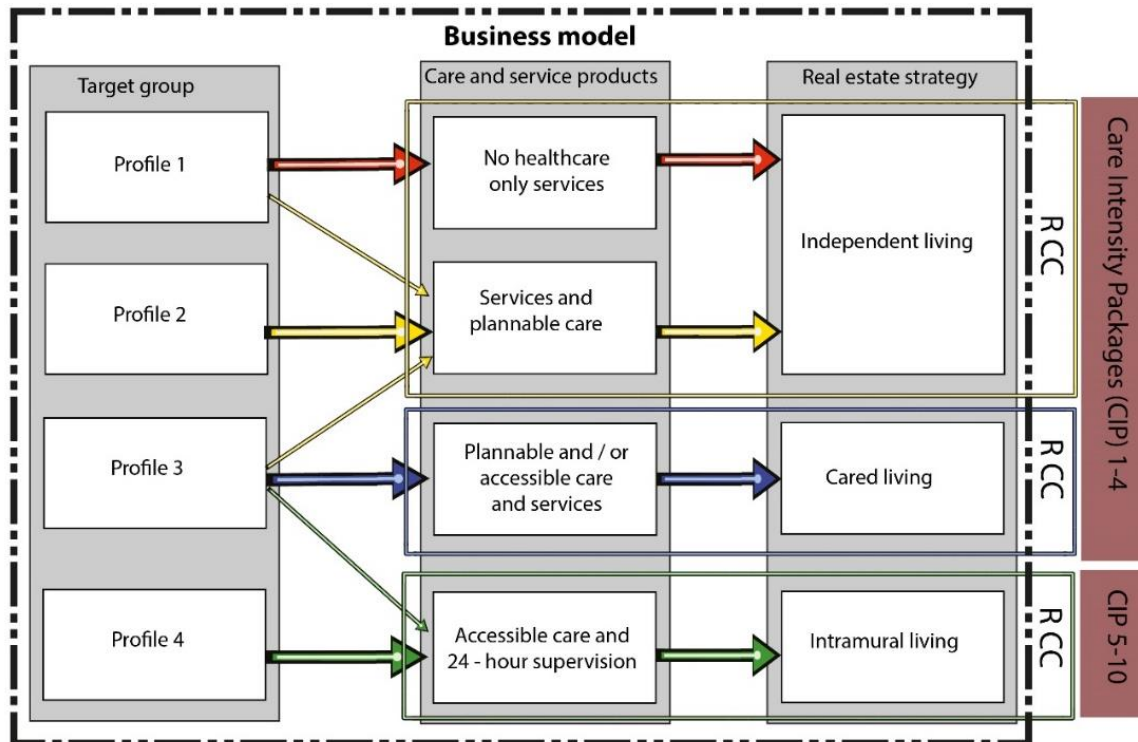 Business model
Target group
Care and service products
Real estate strategy
Profile 1
No healthcare
only services
Independent living
Profile 2
Services and
plannable care
Profile 3
Plannable and / or
accessible care
and services
Cared living
Profile 4
Accessible care and
24 - hour supervision
Intramural living
RCC
RCC
RCC
Care Intensity Packages (CIP) 1-4
CIP 5-10